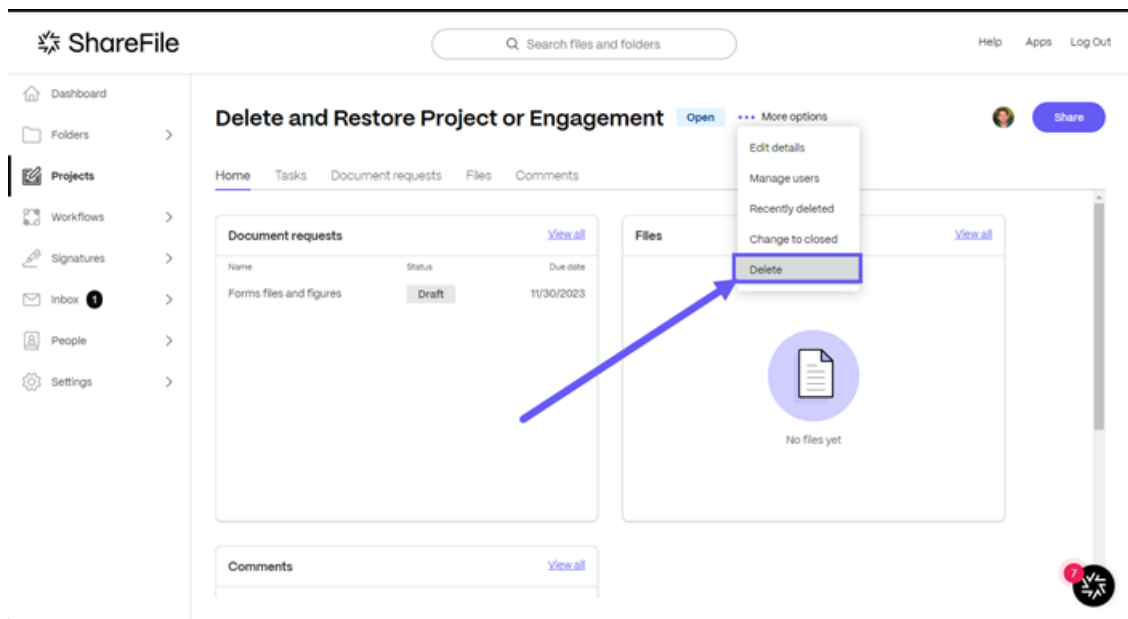 ShareFile
Search files and folders
Help Apps Log Out
Dashboard
Folders
Projects
Workflows
Signatures
Inbox 1
People
Settings
Delete and Restore Project or Engagement Open More options Share
Edit details
Manage users
Recently deleted
Change to closed
Delete
Home Tasks Document requests Files Comments
Document requests View all
Name Status Due date
Forms files and figures Draft 11/30/2023
Files View all
No files yet
Comments View all
7